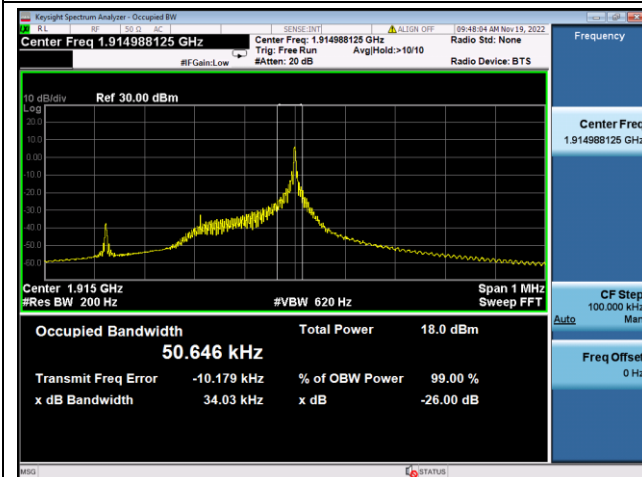 Keysight Spectrum Analyzer - Occupied BW
RL RF 50 Ω AC SENSE:INT ALIGN OFF 09:48:04 AM Nov 19, 2022
Center Freq 1.914988125 GHz Center Freq: 1.914988125 GHz Radio Std: None
Trig: Free Run Avg|Hold:>10/10
#IFGain:Low #Atten: 20 dB Radio Device: BTS
Frequency
10 dB/div Ref 30.00 dBm
Log
20.0
10.0
0.00
-10.0
-20.0
-30.0
-40.0
-50.0
-60.0
Center 1.915 GHz Span 1 MHz
#Res BW 200 Hz #VBW 620 Hz Sweep FFT
Occupied Bandwidth Total Power 18.0 dBm
50.646 kHz
Transmit Freq Error -10.179 kHz % of OBW Power 99.00 %
x dB Bandwidth 34.03 kHz x dB -26.00 dB
Center Freq
1.914988125 GHz
CF Step
100.000 kHz
Auto Man
Freq Offset
0 Hz
MSG STATUS